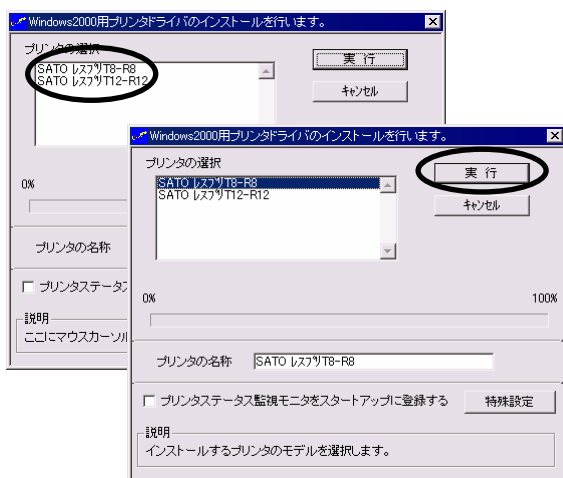 Windows2000用プリンタドライバのインストールを行います。
プリンタの選択
SATO レスプリT8-R8
SATO レスプリT12-R12
実 行
キャンセル
0%
プリンタの名称
プリンタステータス
説明
ここにマウスカーソル
Windows2000用プリンタドライバのインストールを行います。
プリンタの選択
SATO レスプリT8-R8
SATO レスプリT12-R12
実 行
キャンセル
0%
100%
プリンタの名称
SATO レスプリT8-R8
プリンタステータス監視モニタをスタートアップに登録する
特殊設定
説明
インストールするプリンタのモデルを選択します。